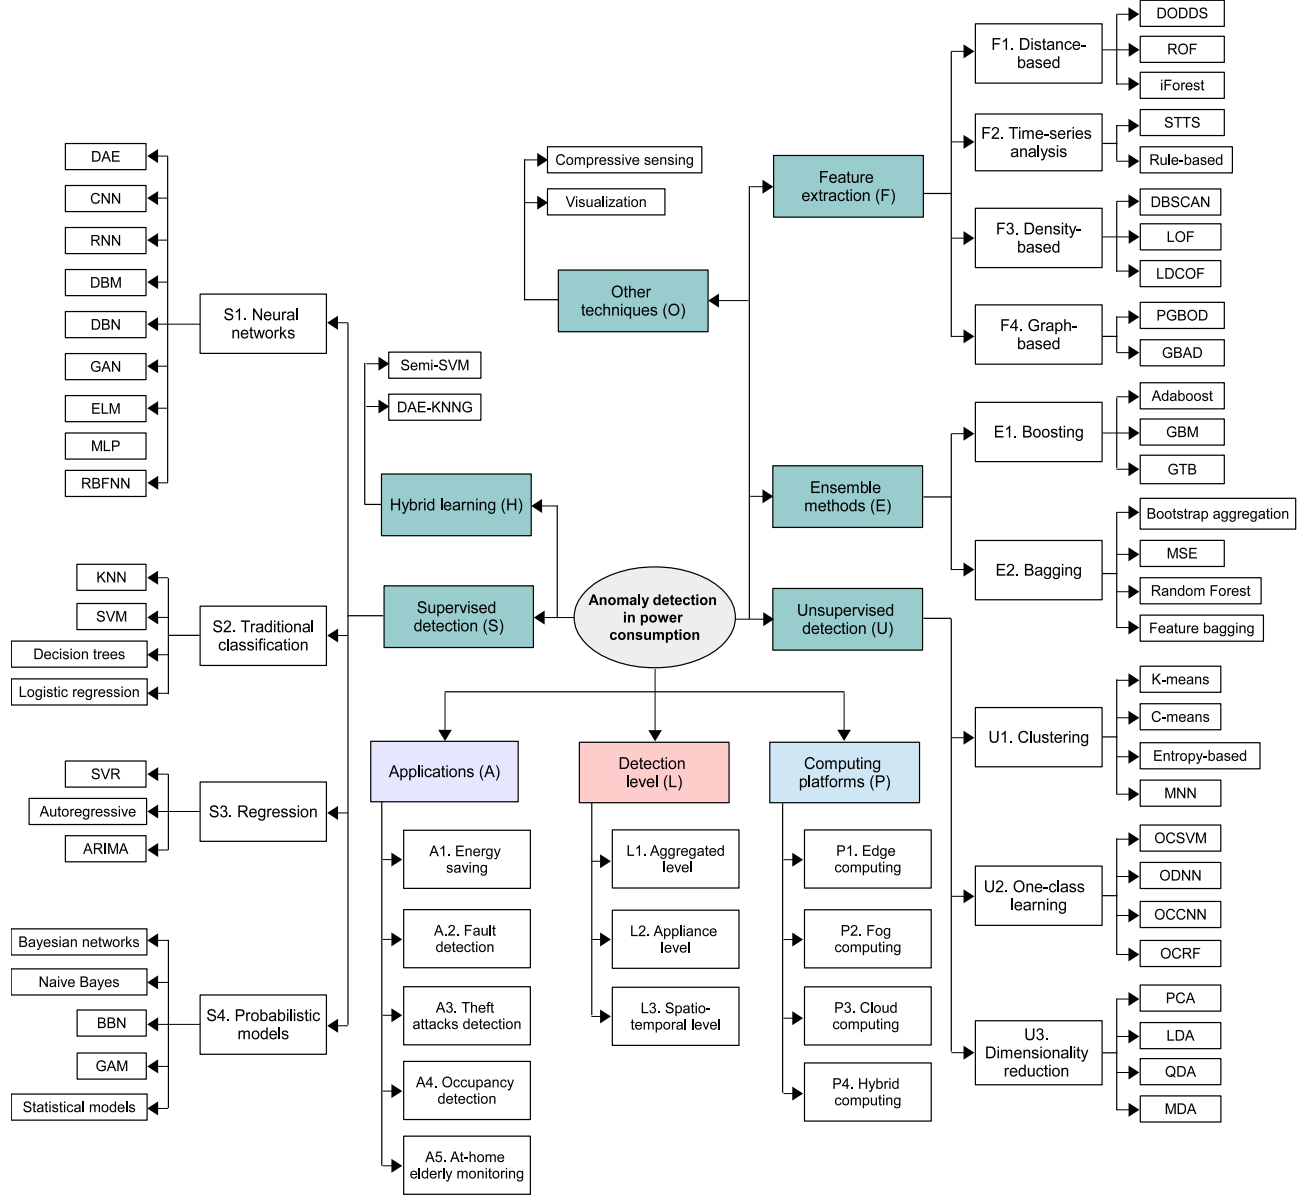 DODDS
F1. Distance-
based
ROF
iForest
F2. Time-series
analysis
STTS
Rule-based
Feature
extraction (F)
F3. Density-
based
DBSCAN
LOF
LDCOF
F4. Graph-
based
PGBOD
GBAD
Compressive sensing
Visualization
Other
techniques (O)
DAE
CNN
RNN
DBM
DBN
GAN
ELM
MLP
RBFNN
S1. Neural
networks
Semi-SVM
DAE-KNNG
Hybrid learning (H)
Ensemble
methods (E)
E1. Boosting
Adaboost
GBM
GTB
E2. Bagging
Bootstrap aggregation
MSE
Random Forest
Feature bagging
KNN
SVM
Decision trees
Logistic regression
S2. Traditional
classification
Supervised
detection (S)
Anomaly detection
in power
consumption
Unsupervised
detection (U)
SVR
Autoregressive
ARIMA
S3. Regression
Bayesian networks
Naive Bayes
BBN
GAM
Statistical models
S4. Probabilistic
models
Applications (A)
A1. Energy
saving
A.2. Fault
detection
A3. Theft
attacks detection
A4. Occupancy
detection
A5. At-home
elderly monitoring
Detection
level (L)
L1. Aggregated
level
L2. Appliance
level
L3. Spatio-
temporal level
Computing
platforms (P)
P1. Edge
computing
P2. Fog
computing
P3. Cloud
computing
P4. Hybrid
computing
U1. Clustering
K-means
C-means
Entropy-based
MNN
U2. One-class
learning
OCSVM
ODNN
OCCNN
OCRF
U3.
Dimensionality
reduction
PCA
LDA
QDA
MDA